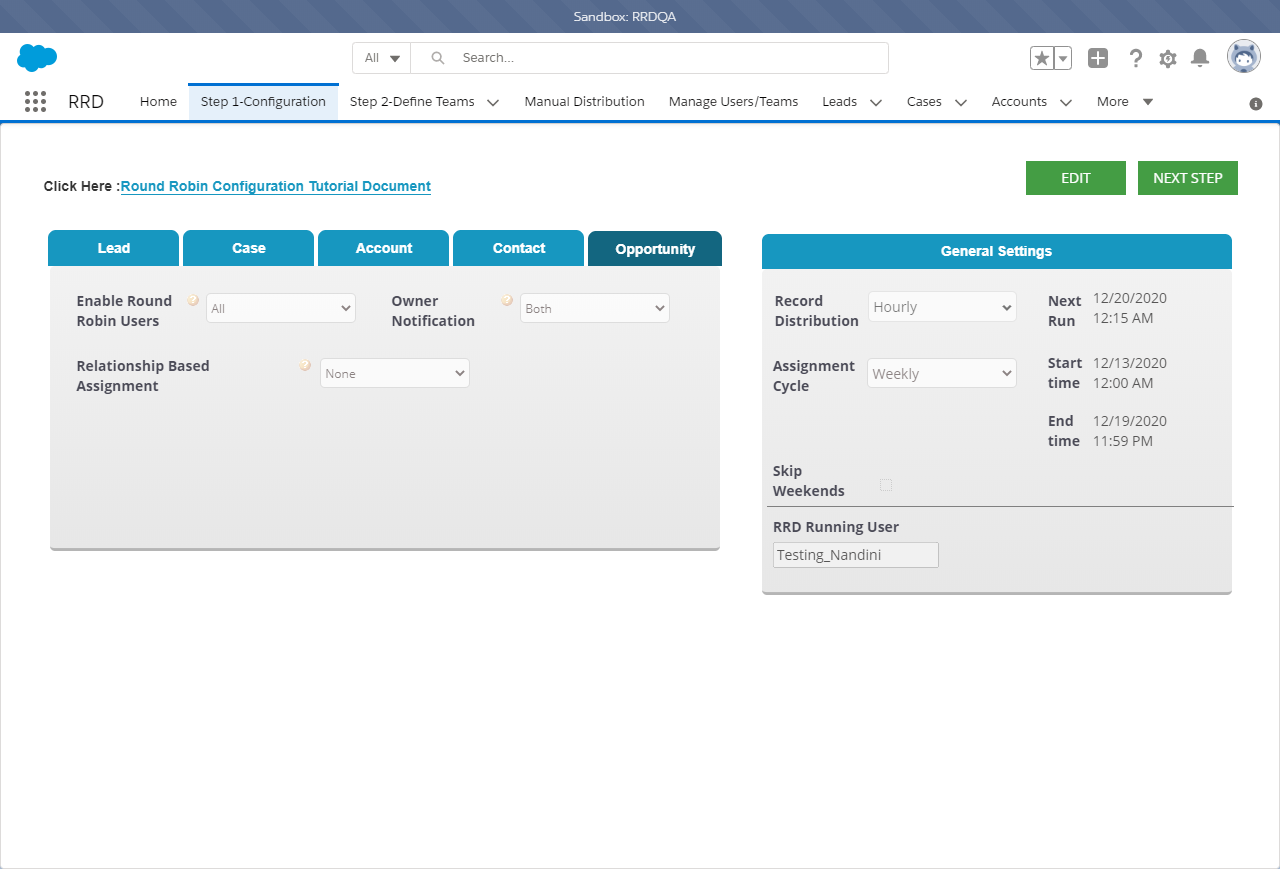 Sandbox: RRDQA
All
Search...
RRD
Home
Step 1-Configuration
Step 2-Define Teams
Manual Distribution
Manage Users/Teams
Leads
Cases
Accounts
More
Click Here :Round Robin Configuration Tutorial Document
EDIT
NEXT STEP
Lead
Case
Account
Contact
Opportunity
Enable Round
Robin Users
All
Owner
Notification
Both
Relationship Based
Assignment
None
General Settings
Record
Distribution
Hourly
Next
Run
12/20/2020
12:15 AM
Assignment
Cycle
Weekly
Start
time
12/13/2020
12:00 AM
End
time
12/19/2020
11:59 PM
Skip
Weekends
RRD Running User
Testing_Nandini